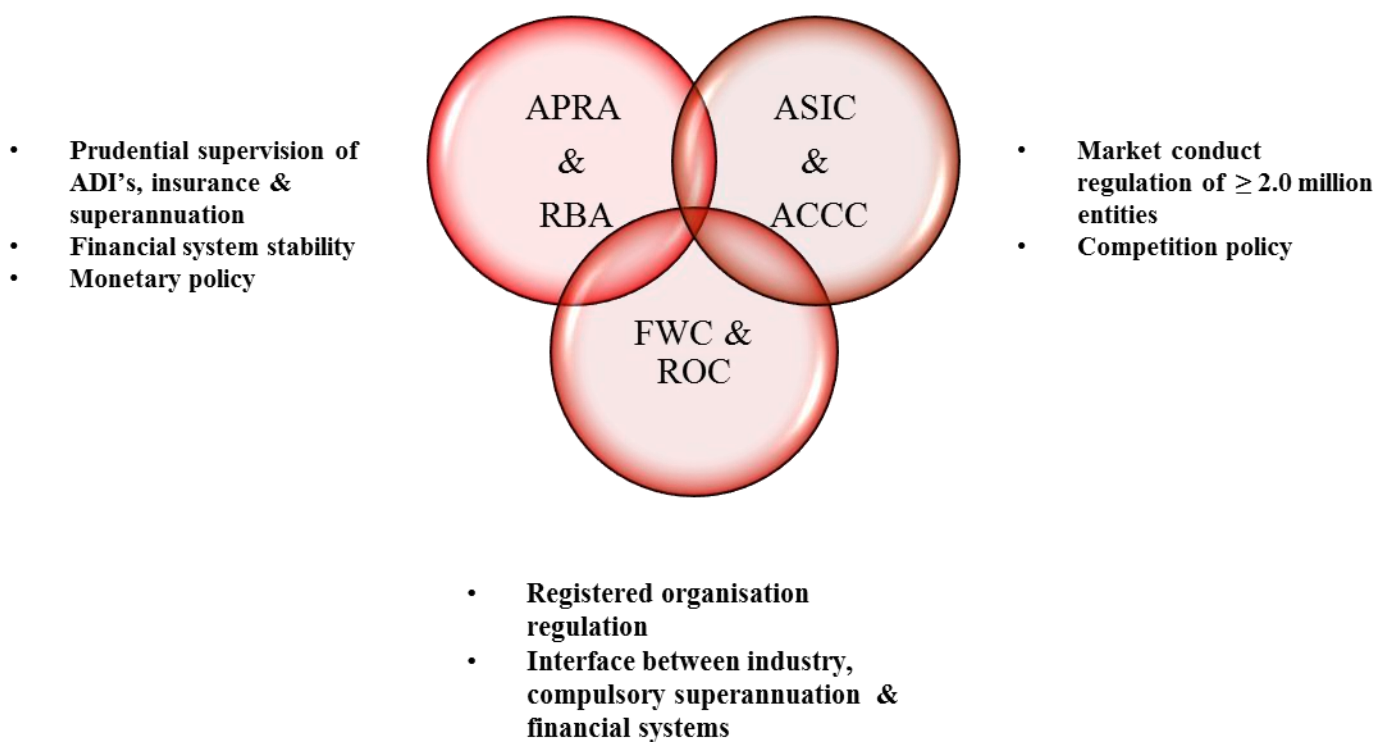 APRA
&
RBA
ASIC
&
ACCC
FWC &
ROC
• Prudential supervision of
ADI's, insurance &
superannuation
• Financial system stability
• Monetary policy
• Market conduct
regulation of ≥ 2.0 million
entities
• Competition policy
• Registered organisation
regulation
• Interface between industry,
compulsory superannuation &
financial systems